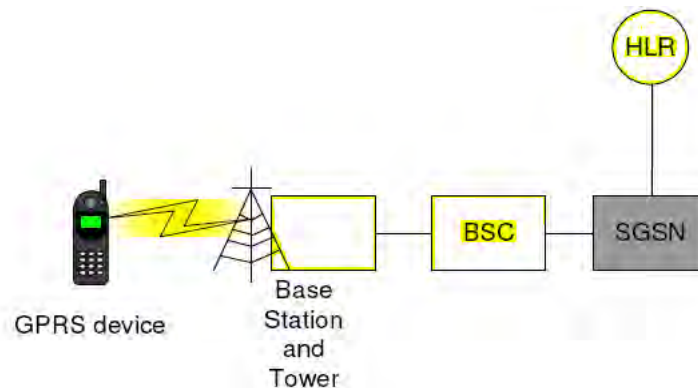 HLR
BSC
SGSN
GPRS device
Base
Station
and
Tower